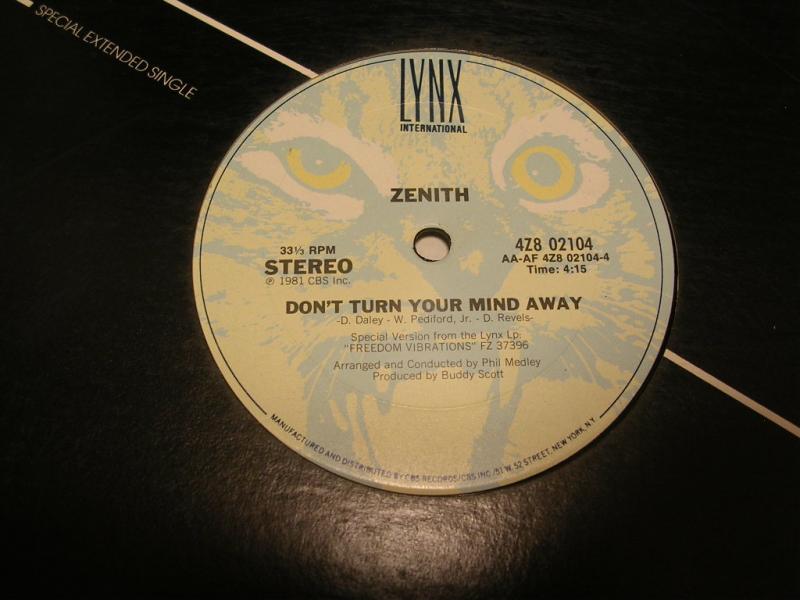 SPECIAL EXTENDED SINGLE
LYNX
INTERNATIONAL
ZENITH
33⅓ RPM
STEREO
℗ 1981 CBS Inc.
4Z8 02104
AA-AF 4Z8 02104-4
Time: 4:15
DON'T TURN YOUR MIND AWAY
-D. Daley - W. Pediford, Jr. - D. Revels-
Special Version from the Lynx Lp.
"FREEDOM VIBRATIONS" FZ 37396
Arranged and Conducted by Phil Medley
Produced by Buddy Scott
MANUFACTURED AND DISTRIBUTED BY CBS RECORDS/CBS INC./51 W. 52 STREET, NEW YORK, N.Y.